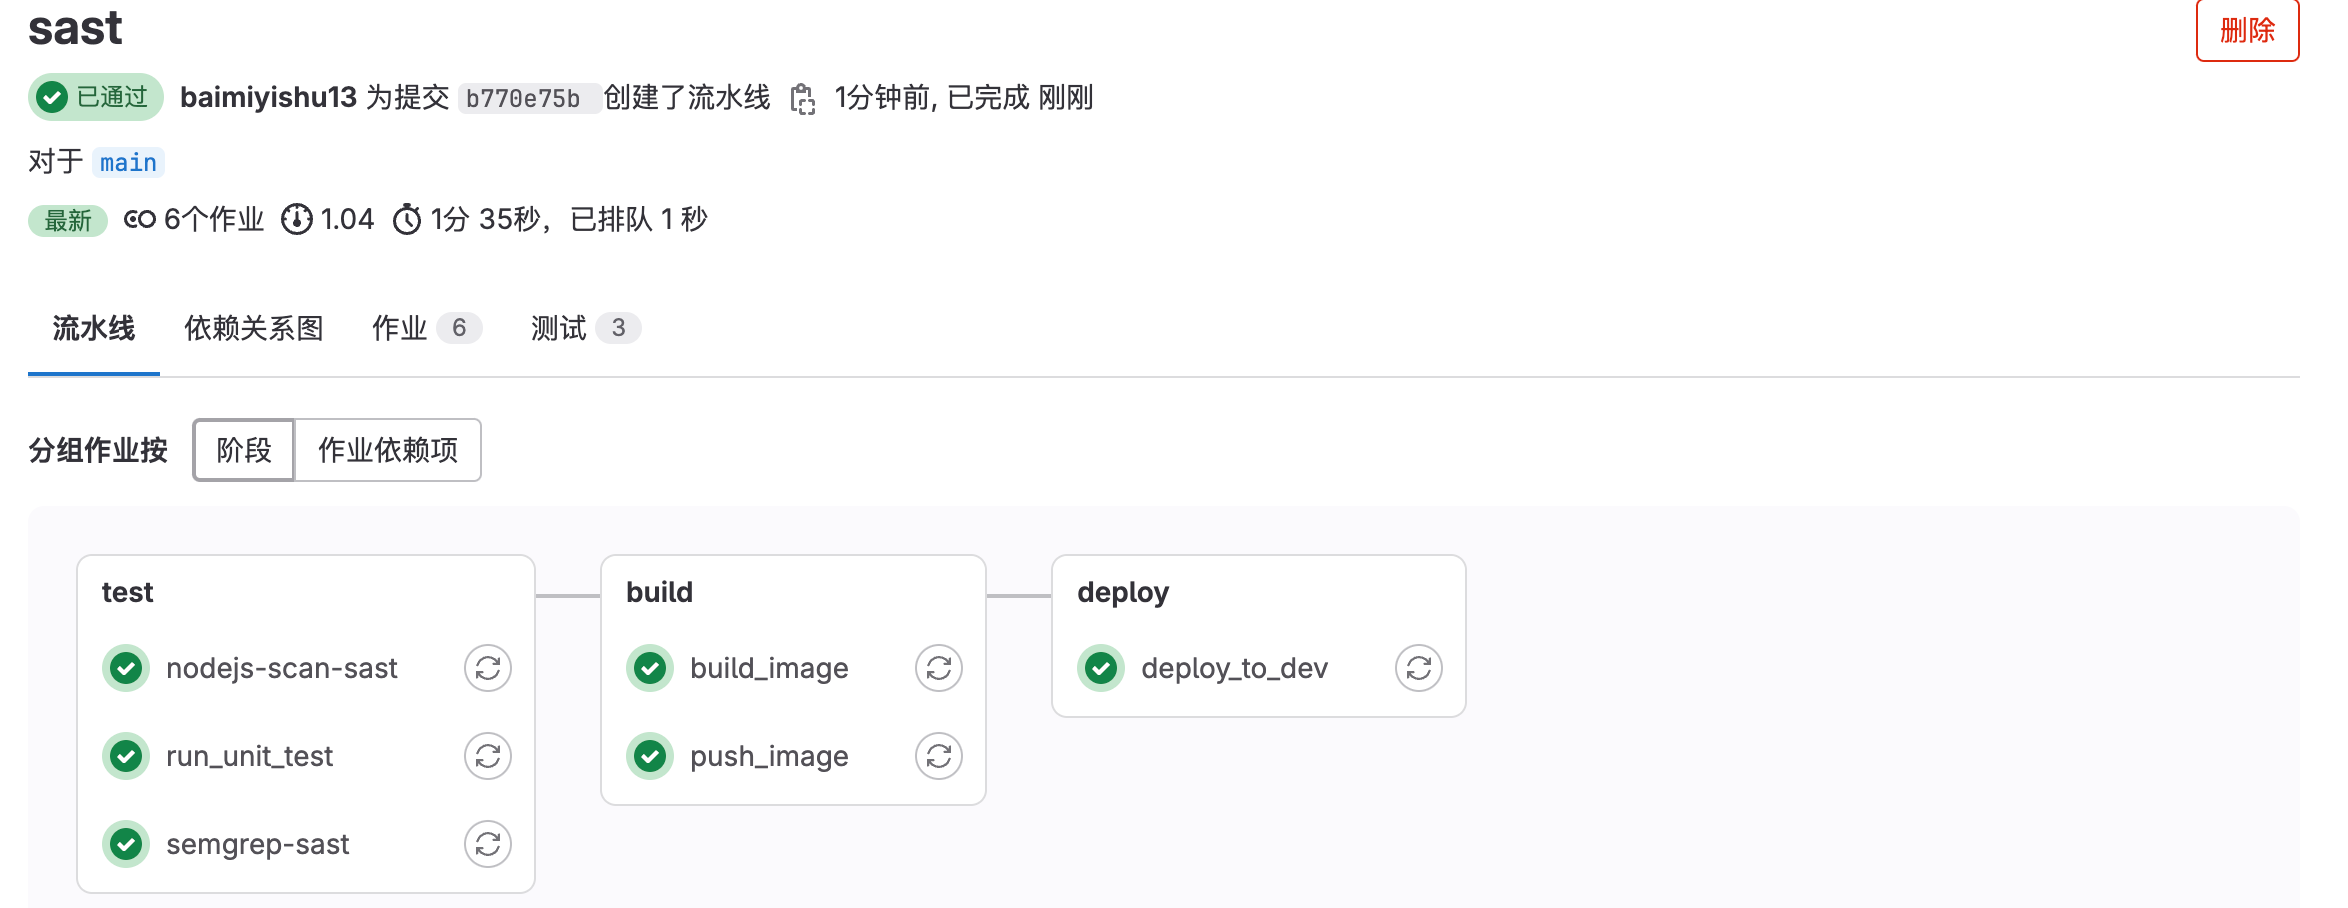 sast
删除
已通过 baimiyishu13 为提交 b770e75b 创建了流水线 1分钟前, 已完成 刚刚
对于 main
最新 6个作业 1.04 1分 35秒，已排队 1 秒
流水线 依赖关系图 作业 6 测试 3
分组作业按 阶段 作业依赖项
test
nodejs-scan-sast
run_unit_test
semgrep-sast
build
build_image
push_image
deploy
deploy_to_dev